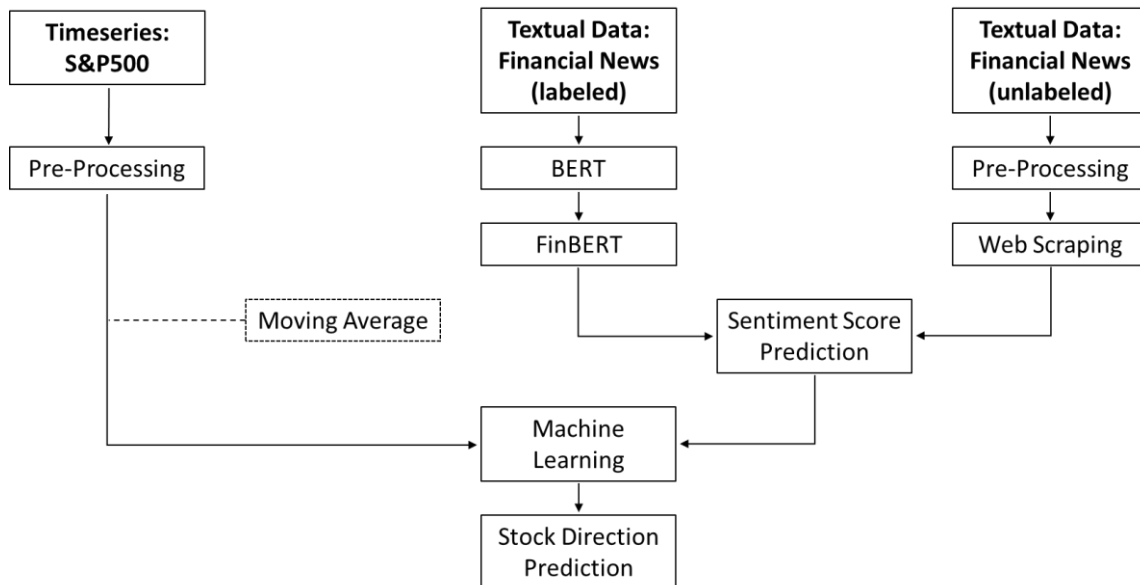 Timeseries:
S&P500
Textual Data:
Financial News
(labeled)
Textual Data:
Financial News
(unlabeled)
Pre-Processing
BERT
Pre-Processing
FinBERT
Web Scraping
Moving Average
Sentiment Score
Prediction
Machine
Learning
Stock Direction
Prediction